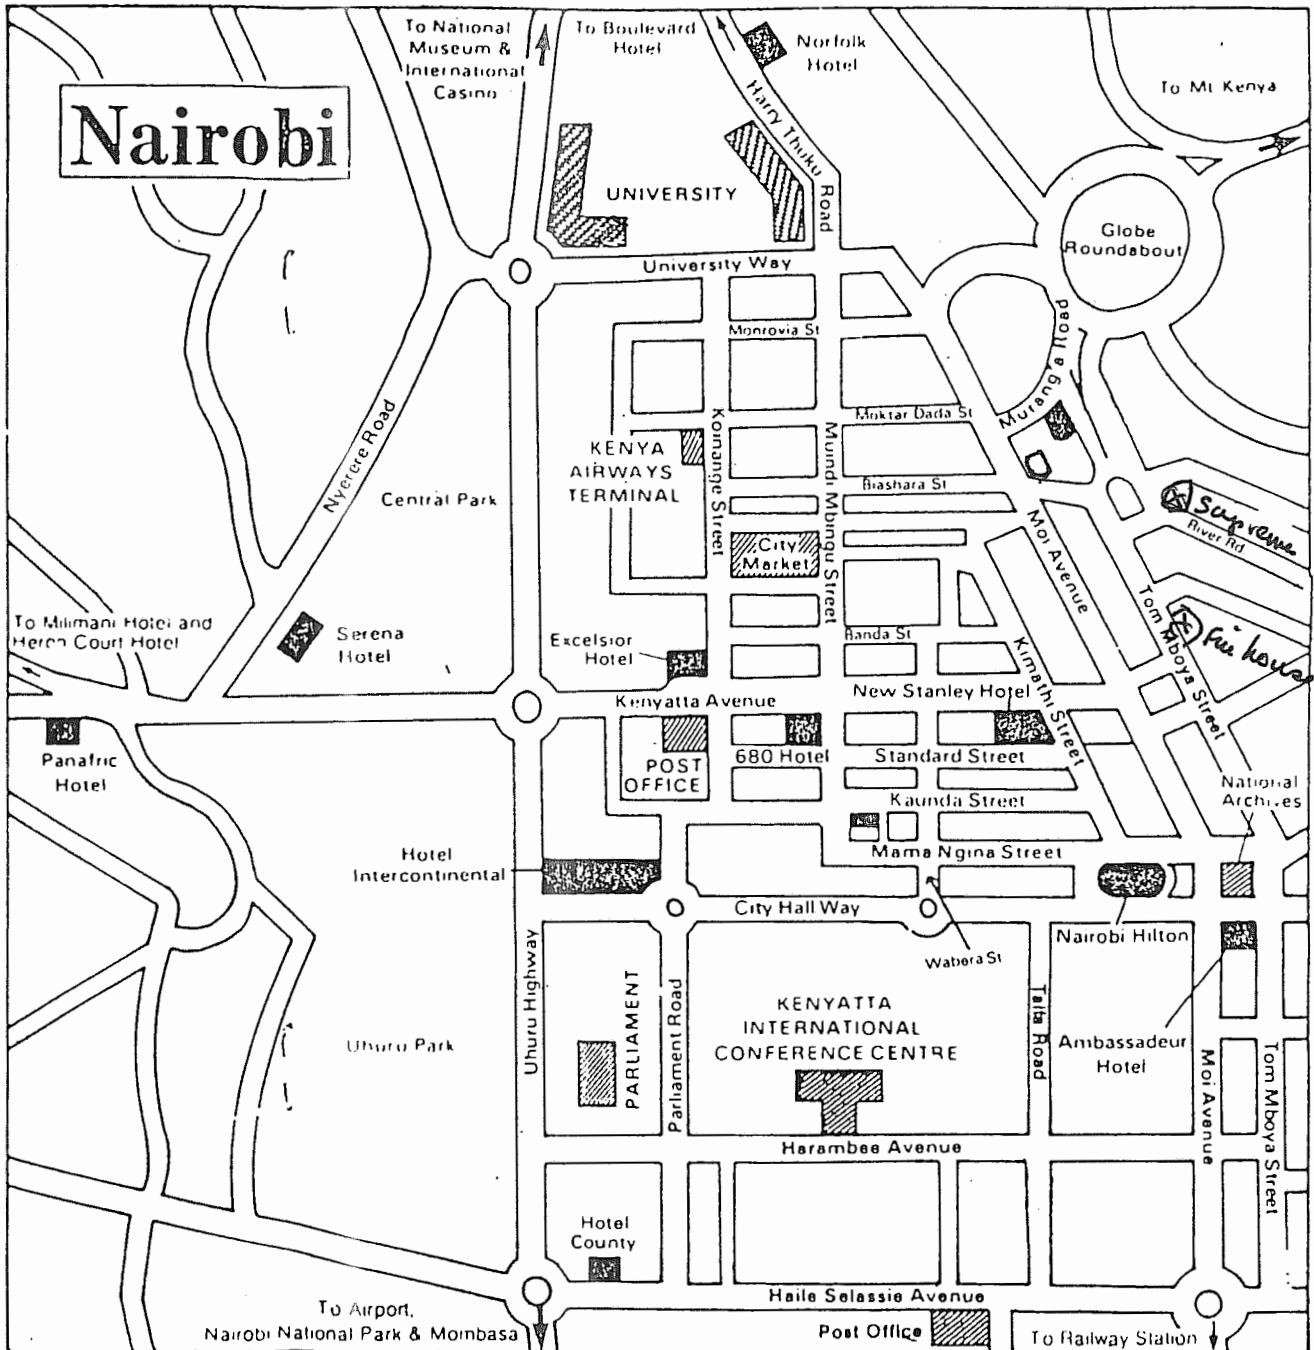 Nairobi
To National
Museum &
International
Casino
To Boulevard
Hotel
Norfolk
Hotel
To Mt Kenya
Harry Thuku Road
UNIVERSITY
University Way
Globe
Roundabout
Monrovia St
Murang'a Road
Nyerere Road
Central Park
KENYA
AIRWAYS
TERMINAL
Koinange Street
Muindi Mbingu Street
Moktar Dada St
Biashara St
City
Market
Moi Avenue
Supreme
River Rd
Tom Mboya Street
To Milimani Hotel and
Heron Court Hotel
Serena
Hotel
Excelsior
Hotel
Banda St
Kimathi Street
house
Kenyatta Avenue
New Stanley Hotel
Panafric
Hotel
POST
OFFICE
680 Hotel
Standard Street
Kaunda Street
National
Archives
Mama Ngina Street
Hotel
Intercontinental
City Hall Way
Wabera St
Nairobi Hilton
Uhuru Highway
Uhuru Park
PARLIAMENT
Parliament Road
KENYATTA
INTERNATIONAL
CONFERENCE CENTRE
Taita Road
Ambassadeur
Hotel
Moi Avenue
Tom Mboya Street
Harambee Avenue
Hotel
County
Haile Selassie Avenue
To Airport,
Nairobi National Park & Mombasa
Post Office
To Railway Station